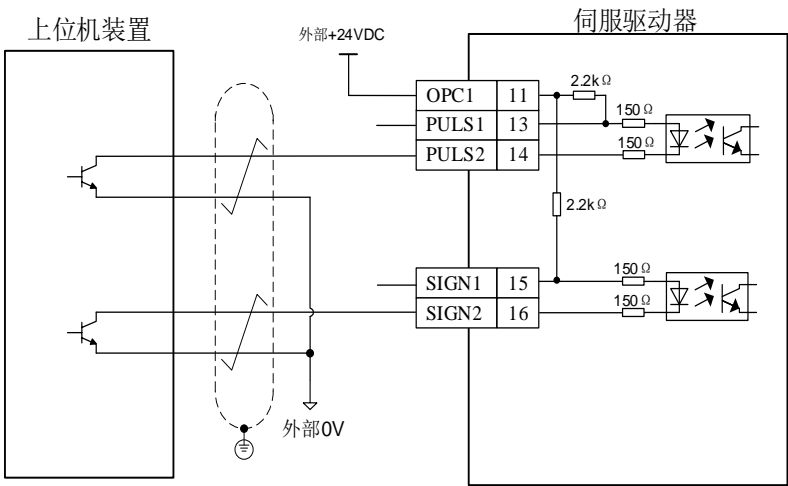 上位机装置
外部+24VDC
伺服驱动器
OPC1 11
PULS1 13
PULS2 14
2.2kΩ
150Ω
150Ω
2.2kΩ
SIGN1 15
SIGN2 16
150Ω
150Ω
外部0V